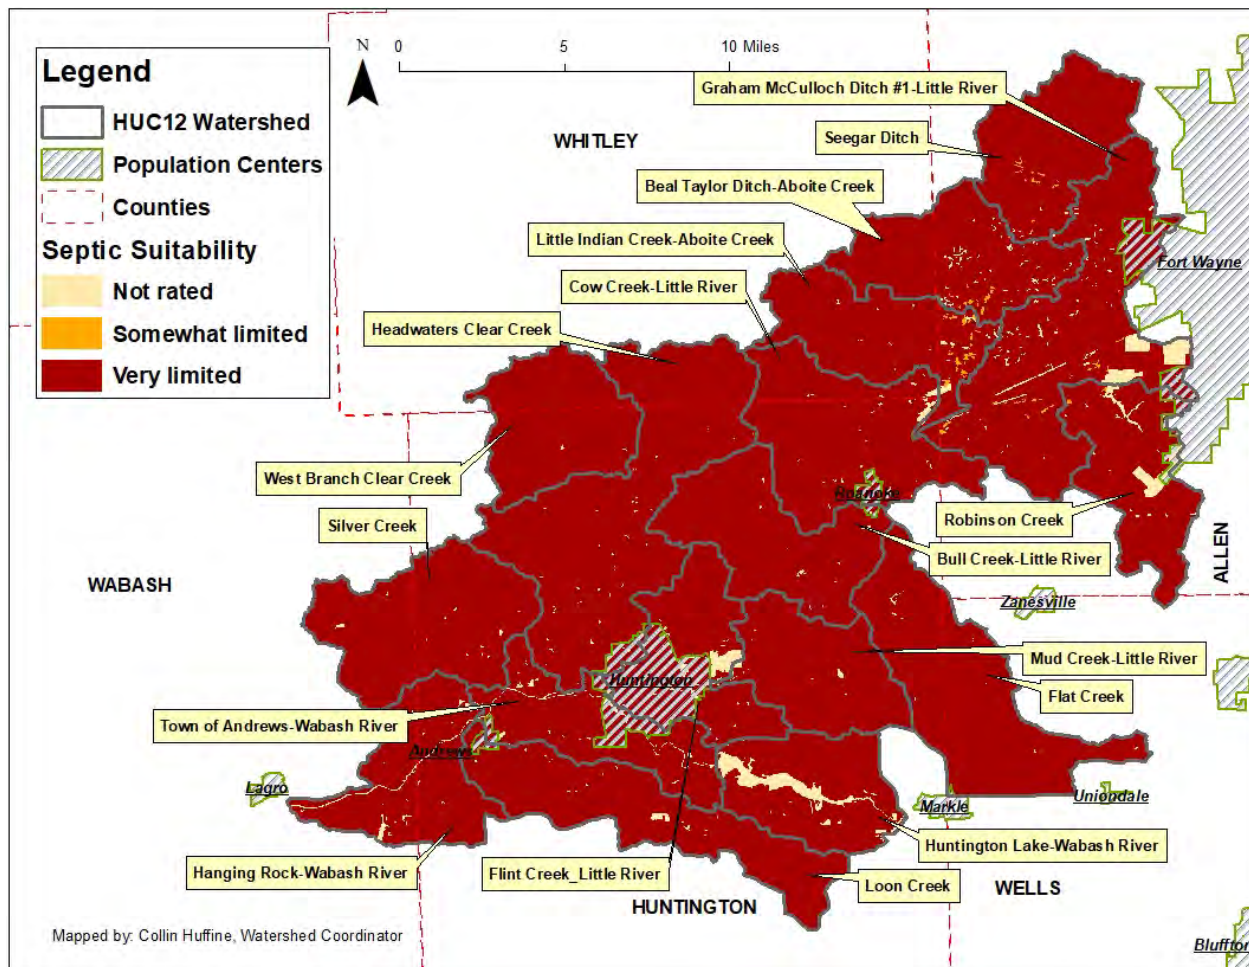 N
0 5 10 Miles
Legend
HUC12 Watershed
Population Centers
Counties
Septic Suitability
Not rated
Somewhat limited
Very limited
Graham McCulloch Ditch #1-Little River
WHITLEY
Seegar Ditch
Beal Taylor Ditch-Aboite Creek
Little Indian Creek-Aboite Creek
Fort Wayne
Cow Creek-Little River
Headwaters Clear Creek
West Branch Clear Creek
Roanoke
Silver Creek
Robinson Creek
Bull Creek-Little River
ALLEN
WABASH
Zanesville
Mud Creek-Little River
Huntington
Flat Creek
Town of Andrews-Wabash River
Andrews
Lagro
Uniondale
Markle
Huntington Lake-Wabash River
Hanging Rock-Wabash River
Flint Creek_Little River
Loon Creek
WELLS
HUNTINGTON
Mapped by: Collin Huffine, Watershed Coordinator
Bluffton